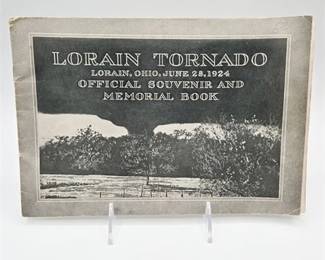 LORAIN TORNADO
LORAIN, OHIO, JUNE 28, 1924
OFFICIAL SOUVENIR AND
MEMORIAL BOOK